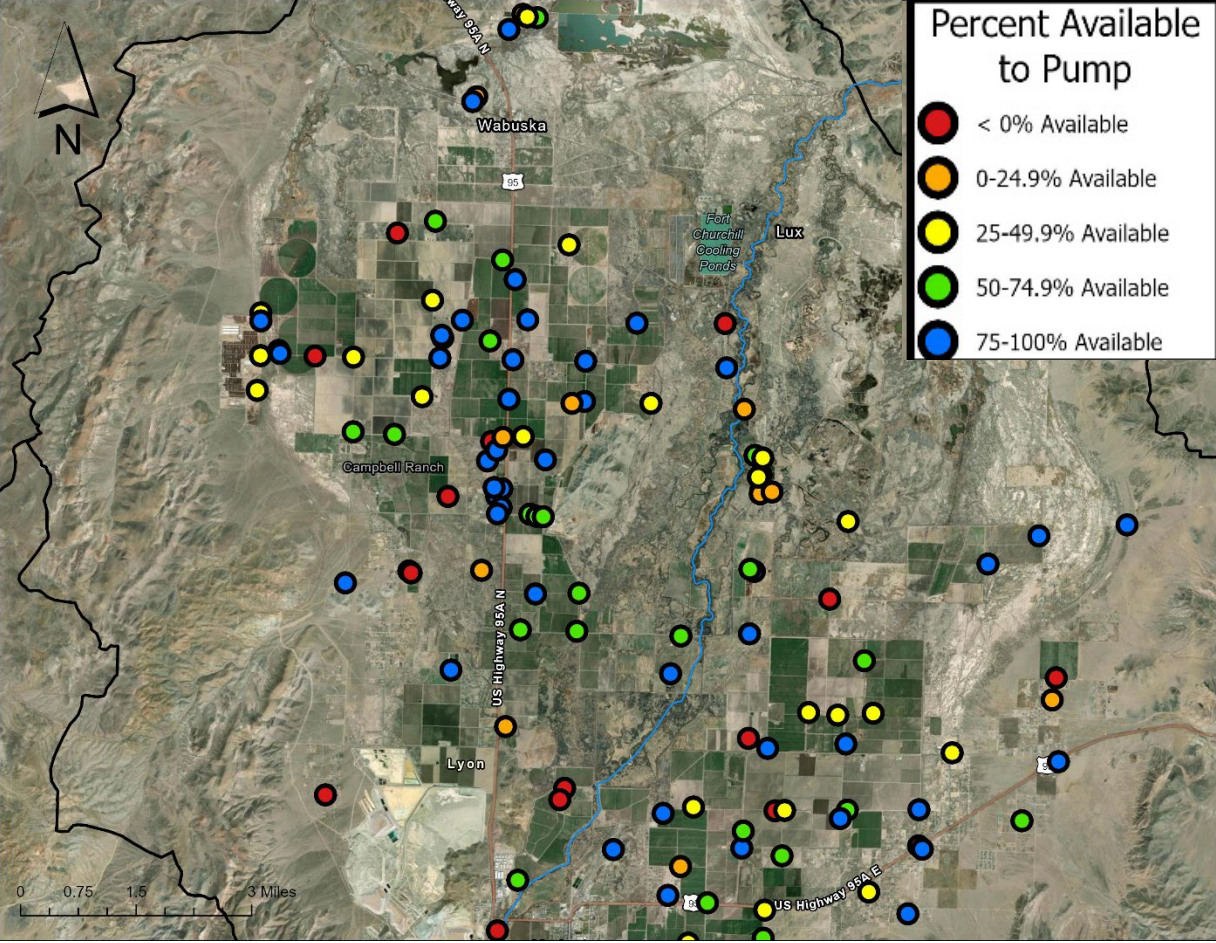 Percent Available
to Pump
< 0% Available
0-24.9% Available
25-49.9% Available
50-74.9% Available
75-100% Available
N
way 95A N
Wabuska
95
Fort
Churchill
Cooling
Ponds
Lux
Campbell Ranch
US Highway 95A N
Lyon
0 0.75 1.5 3 Miles
US Highway 95A E